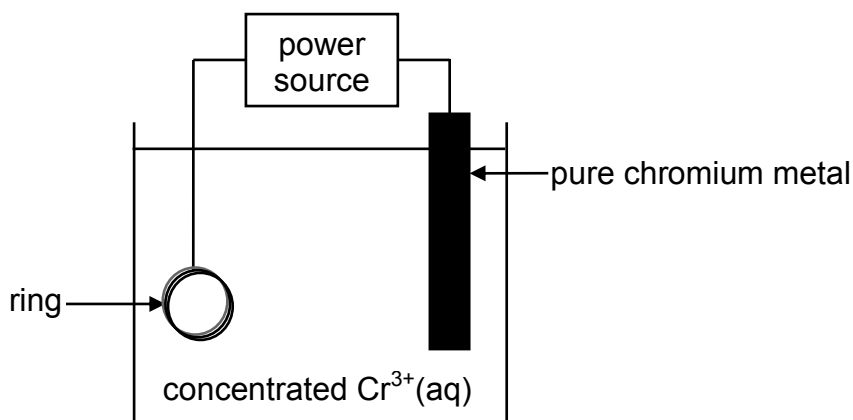 power
source
pure chromium metal
ring
concentrated Cr³⁺(aq)